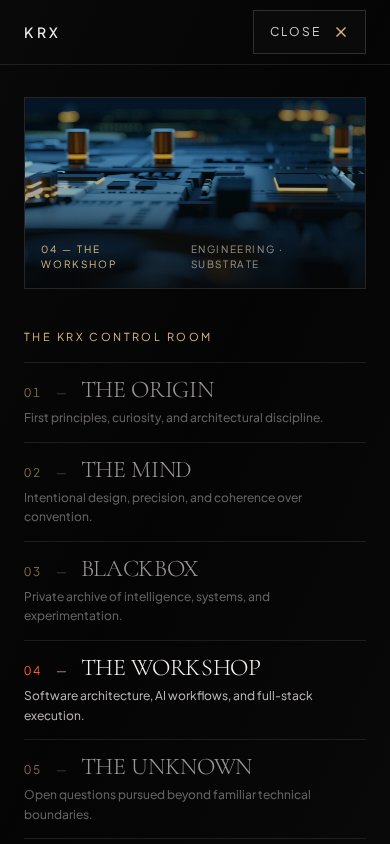 KRX
CLOSE ×
04 — THE WORKSHOP
ENGINEERING · SUBSTRATE
THE KRX CONTROL ROOM
01 — THE ORIGIN
First principles, curiosity, and architectural discipline.
02 — THE MIND
Intentional design, precision, and coherence over
convention.
03 — BLACKBOX
Private archive of intelligence, systems, and
experimentation.
04 — THE WORKSHOP
Software architecture, AI workflows, and full-stack
execution.
05 — THE UNKNOWN
Open questions pursued beyond familiar technical
boundaries.